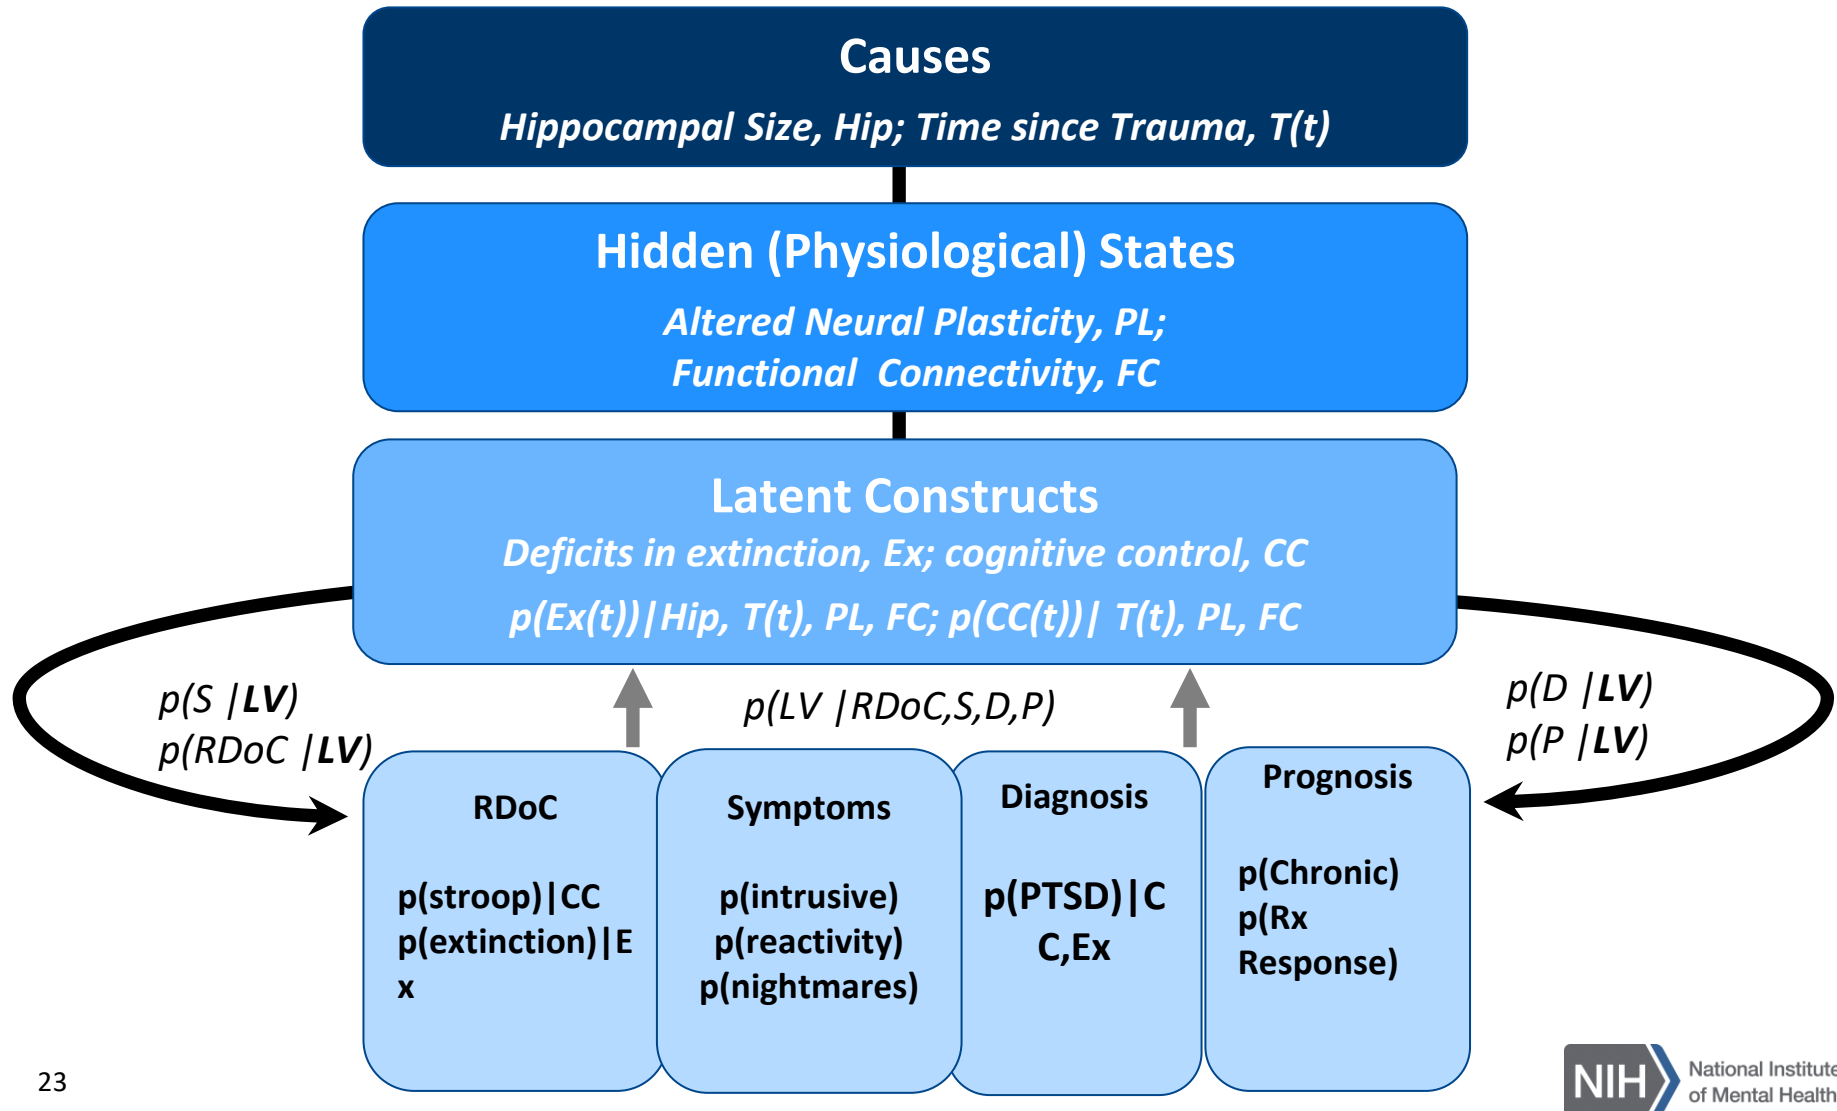 Causes
Hippocampal Size, Hip; Time since Trauma, T(t)
Hidden (Physiological) States
Altered Neural Plasticity, PL;
Functional  Connectivity, FC
Latent Constructs
Deficits in extinction, Ex; cognitive control, CC
p(Ex(t))|Hip, T(t), PL, FC; p(CC(t))| T(t), PL, FC
p(S |LV)
p(RDoC |LV)
p(LV |RDoC,S,D,P)
p(D |LV)
p(P |LV)
RDoC
p(stroop)|CC
p(extinction)|E
x
Symptoms
p(intrusive)
p(reactivity)
p(nightmares)
Diagnosis
p(PTSD)|C
C,Ex
Prognosis
p(Chronic)
p(Rx
Response)
23
NIH
National Institute
of Mental Health